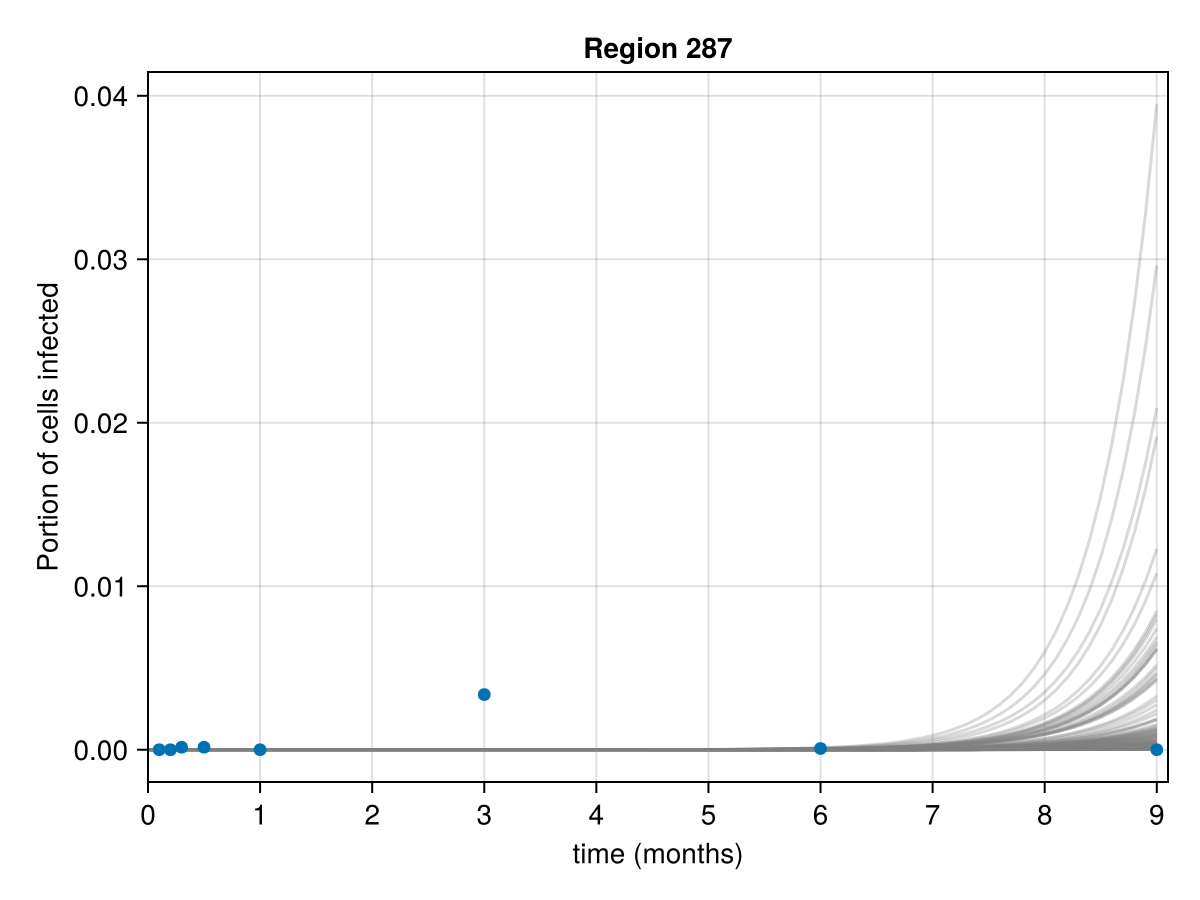 Region 287
0.04
0.03
0.02
0.01
0.00
Portion of cells infected
0 1 2 3 4 5 6 7 8 9
time (months)